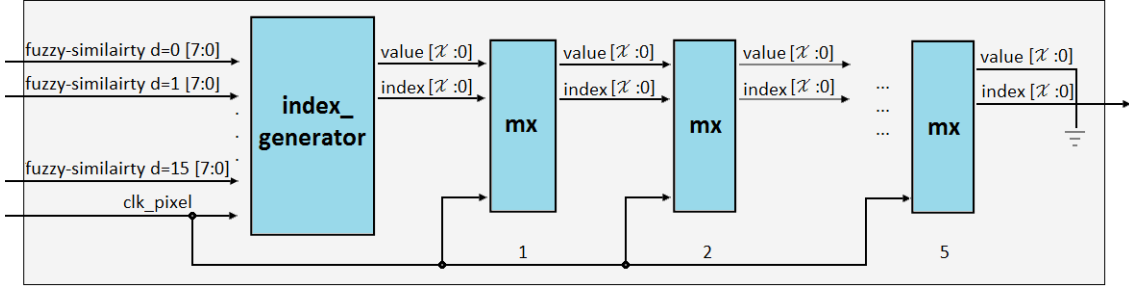 fuzzy-similairty d=0 [7:0]
fuzzy-similairty d=1 [7:0]
.
.
.
fuzzy-similairty d=15 [7:0]
clk_pixel
index_
generator
value [𝒳 :0]
index [𝒳 :0]
mx
1
value [𝒳 :0]
index [𝒳 :0]
mx
2
value [𝒳 :0]
index [𝒳 :0]
...
...
...
mx
5
value [𝒳 :0]
index [𝒳 :0]